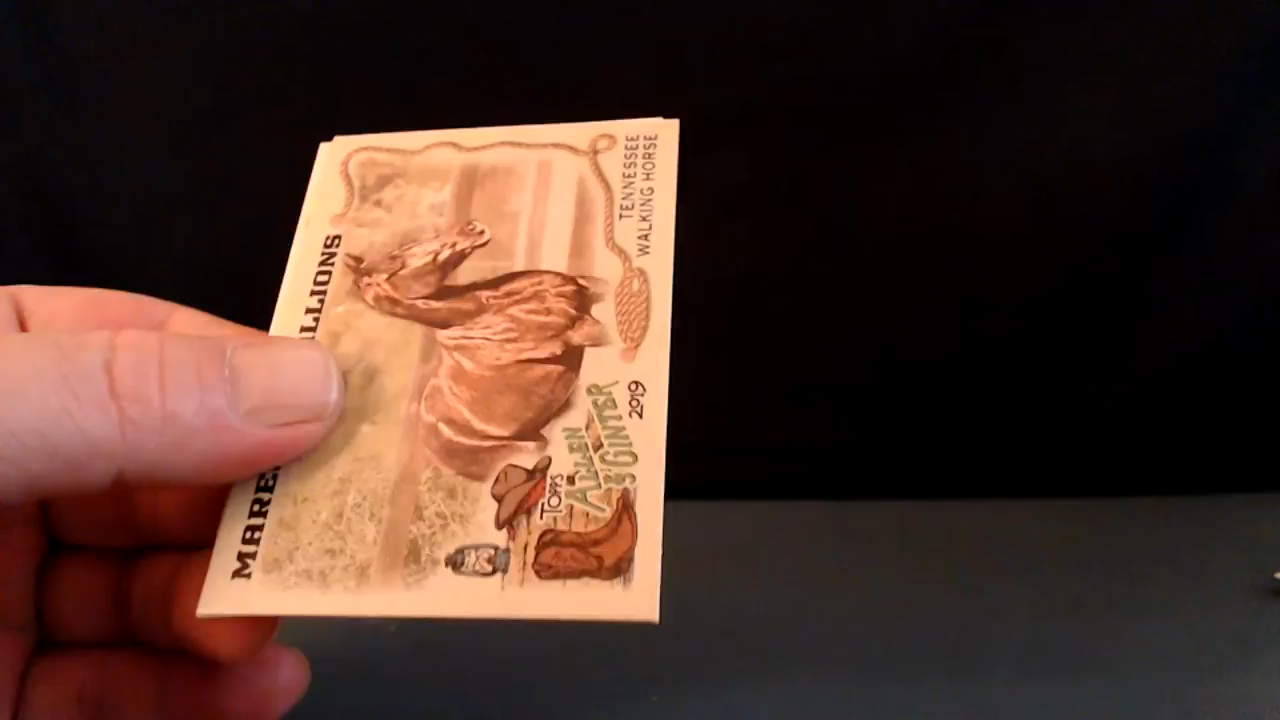 MARE
LLIONS
TOPPS
ALLEN
& GINTER
2019
TENNESSEE
WALKING HORSE